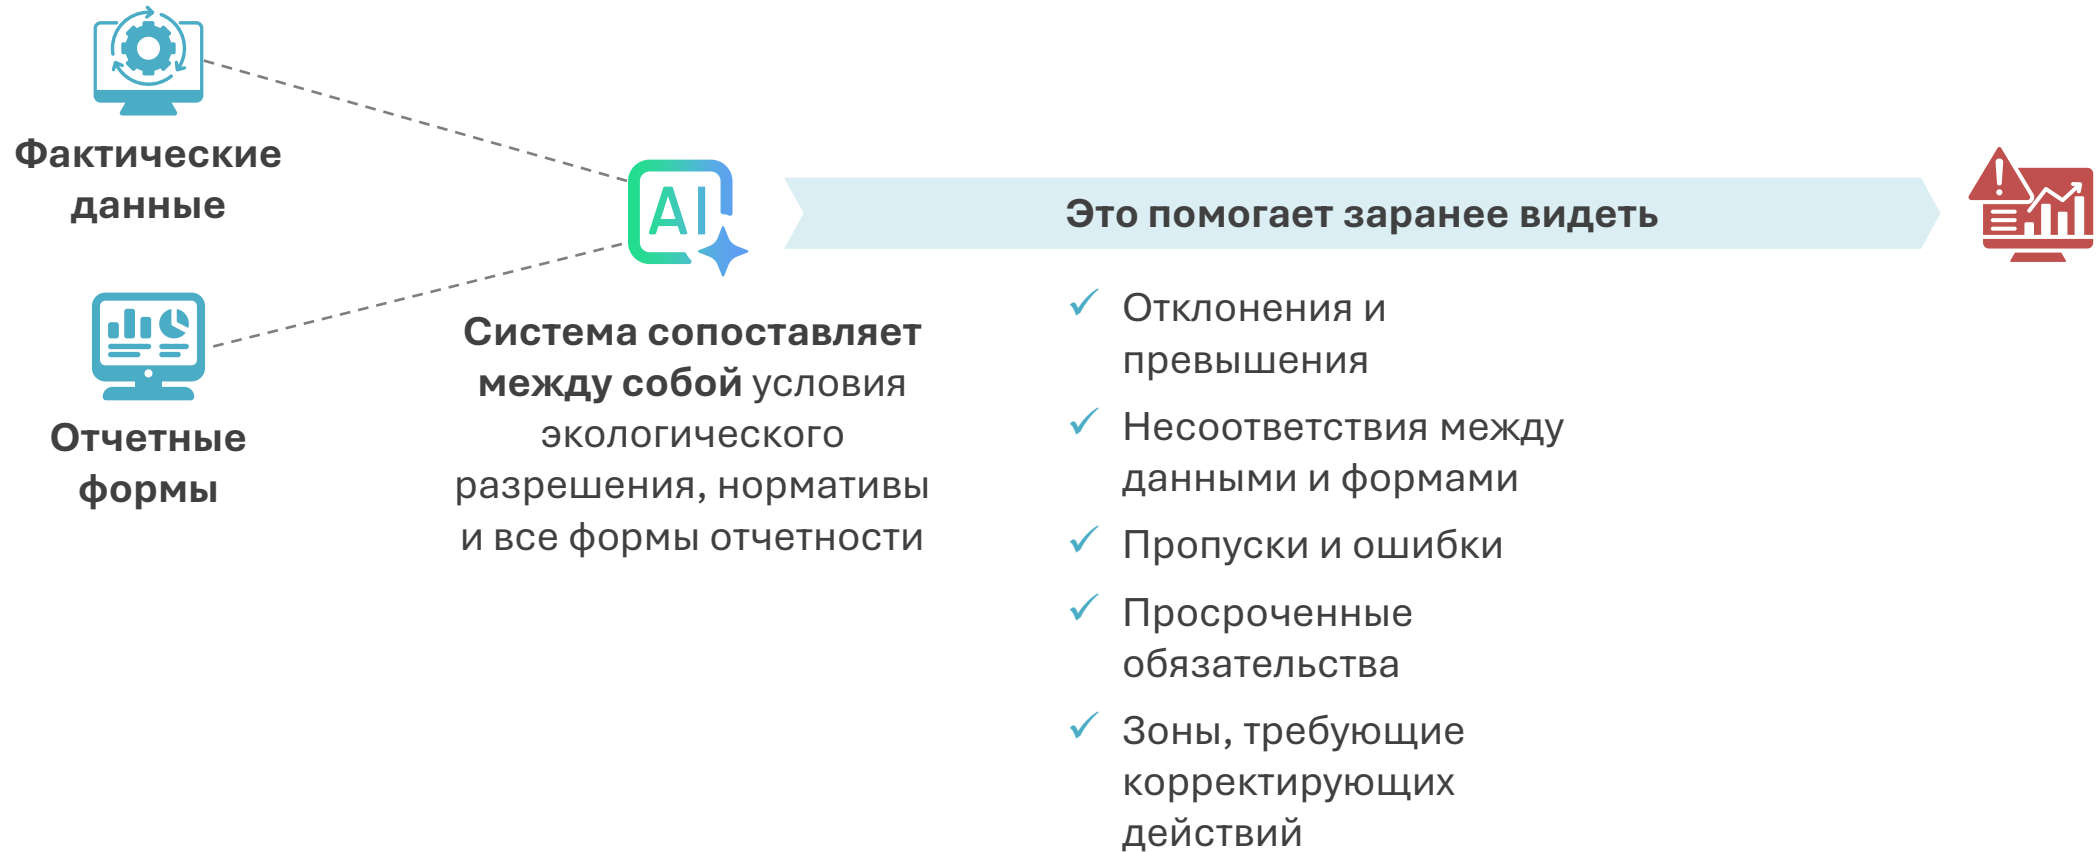 Фактические
данные
Отчетные
формы
AI
Система сопоставляет
между собой условия
экологического
разрешения, нормативы
и все формы отчетности
Это помогает заранее видеть
Отклонения и
превышения
Несоответствия между
данными и формами
Пропуски и ошибки
Просроченные
обязательства
Зоны, требующие
корректирующих
действий